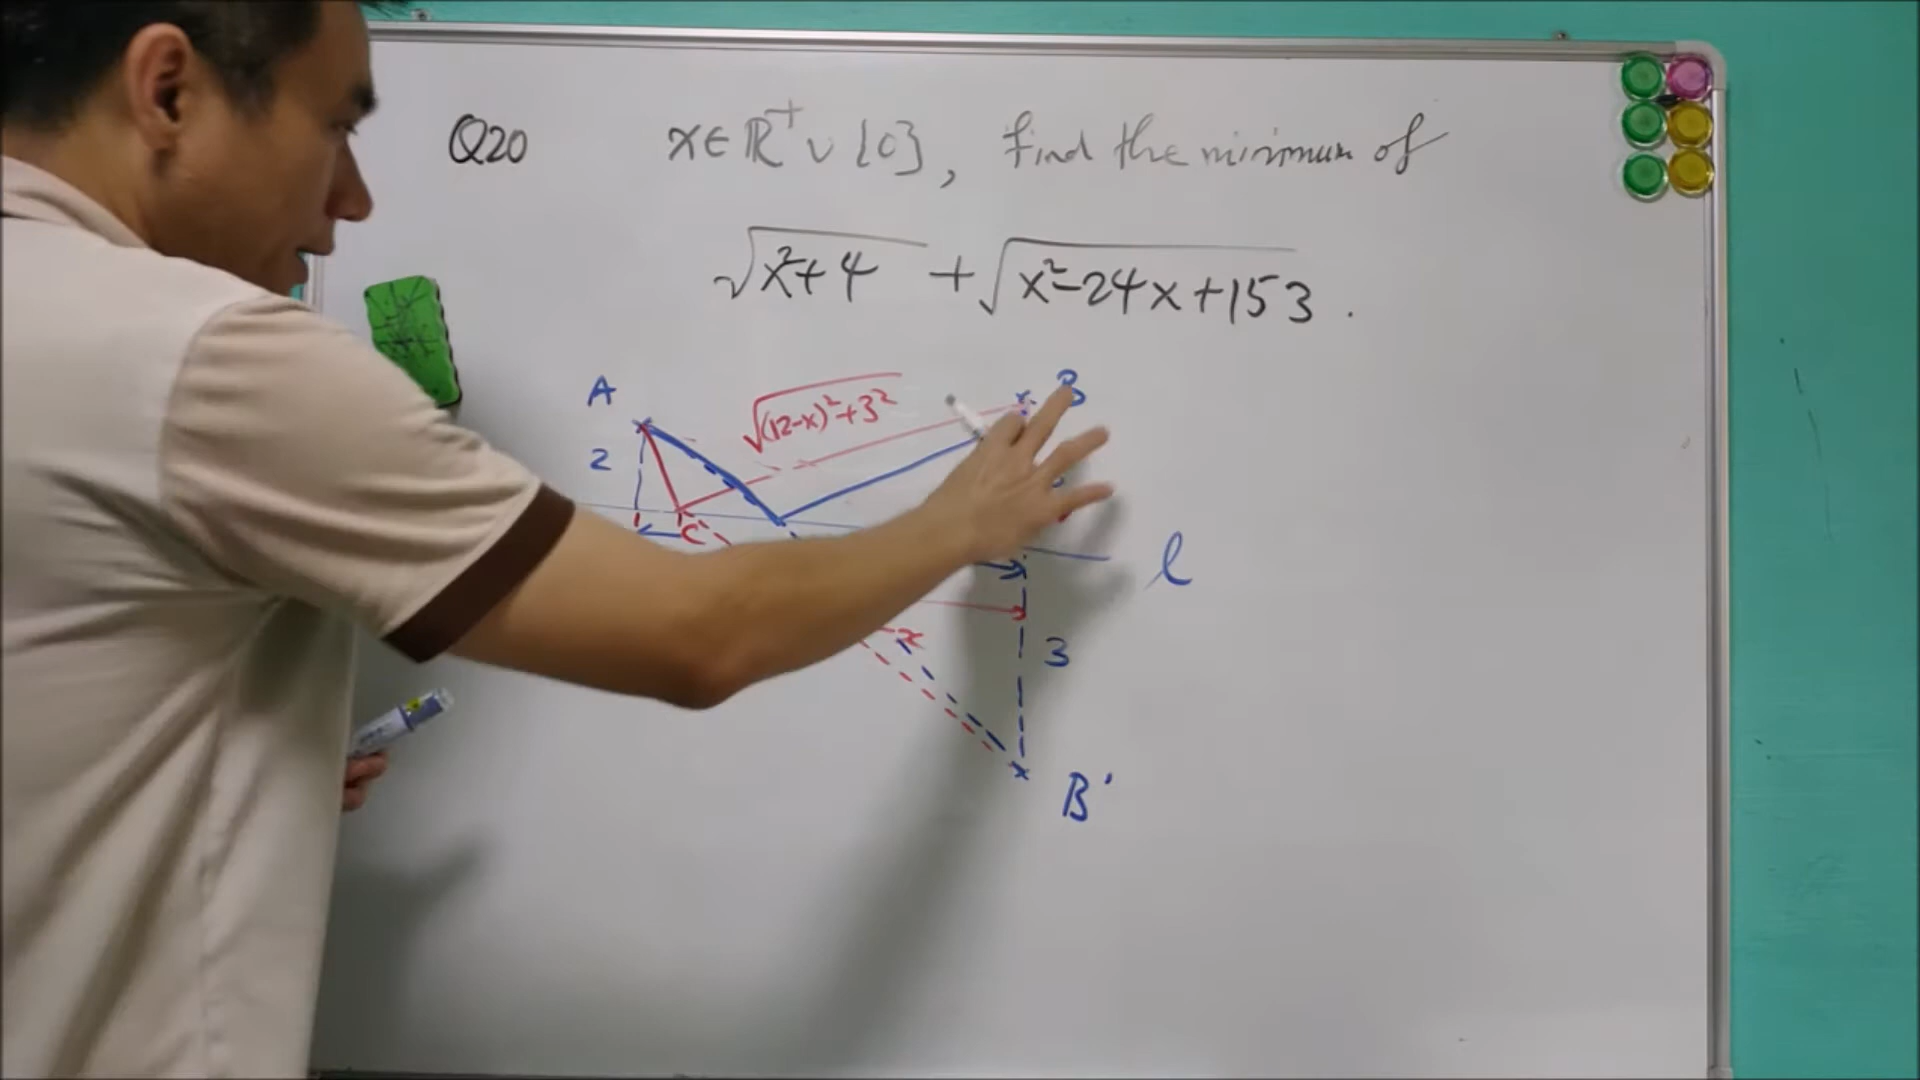 Q20 x ∈ ℝ⁺ ∪ {0}, find the minimum of
√(x²+4) + √(x²-24x+153) .
A
B
√((12-x)²+3²)
2
C
l
x
3
B'